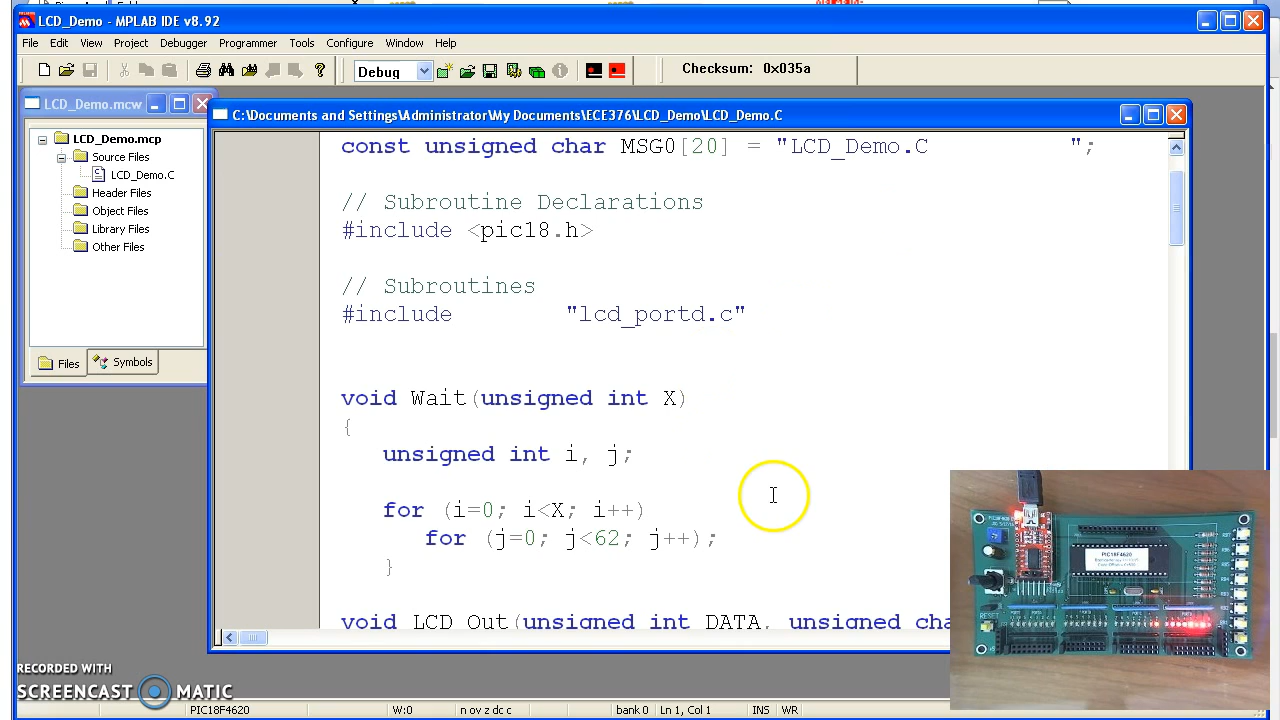 LCD_Demo - MPLAB IDE v8.92
File Edit View Project Debugger Programmer Tools Configure Window Help
Debug
Checksum: 0x035a
LCD_Demo.mcw
C:\Documents and Settings\Administrator\My Documents\ECE376\LCD_Demo\LCD_Demo.C
LCD_Demo.mcp
Source Files
LCD_Demo.C
Header Files
Object Files
Library Files
Other Files
Files
Symbols
const unsigned char MSG0[20] = "LCD_Demo.C          ";
// Subroutine Declarations
#include <pic18.h>
// Subroutines
#include "lcd_portd.c"
void Wait(unsigned int X)
{
unsigned int i, j;
for (i=0; i<X; i++)
for (j=0; j<62; j++);
}
void LCD_Out(unsigned int DATA, unsigned cha
PIC18F4620
RESET
RECORDED WITH
SCREENCAST MATIC
PIC18F4620
W:0
n ov z dc c
bank 0
Ln 1, Col 1
INS
WR